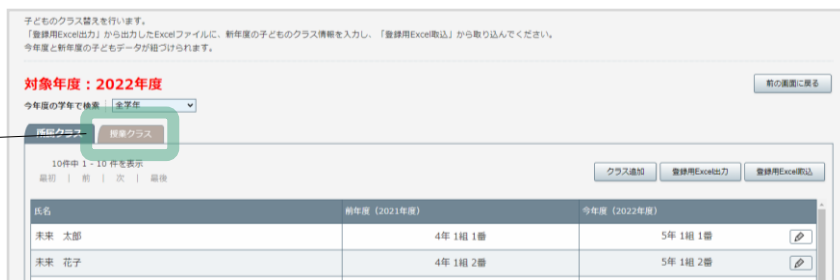 子どものクラス替えを行います。
「登録用Excel出力」から出力したExcelファイルに、新年度の子どものクラス情報を入力し、「登録用Excel取込」から取り込んでください。
今年度と新年度の子どもデータが紐づけられます。
対象年度：2022年度
前の画面に戻る
今年度の学年で検索 全学年
所属クラス 授業クラス
10件中 1 - 10 件を表示
最初 | 前 | 次 | 最後
クラス追加 登録用Excel出力 登録用Excel取込
氏名 前年度（2021年度） 今年度（2022年度）
未来 太郎 4年 1組 1番 5年 1組 1番
未来 花子 4年 1組 2番 5年 1組 2番